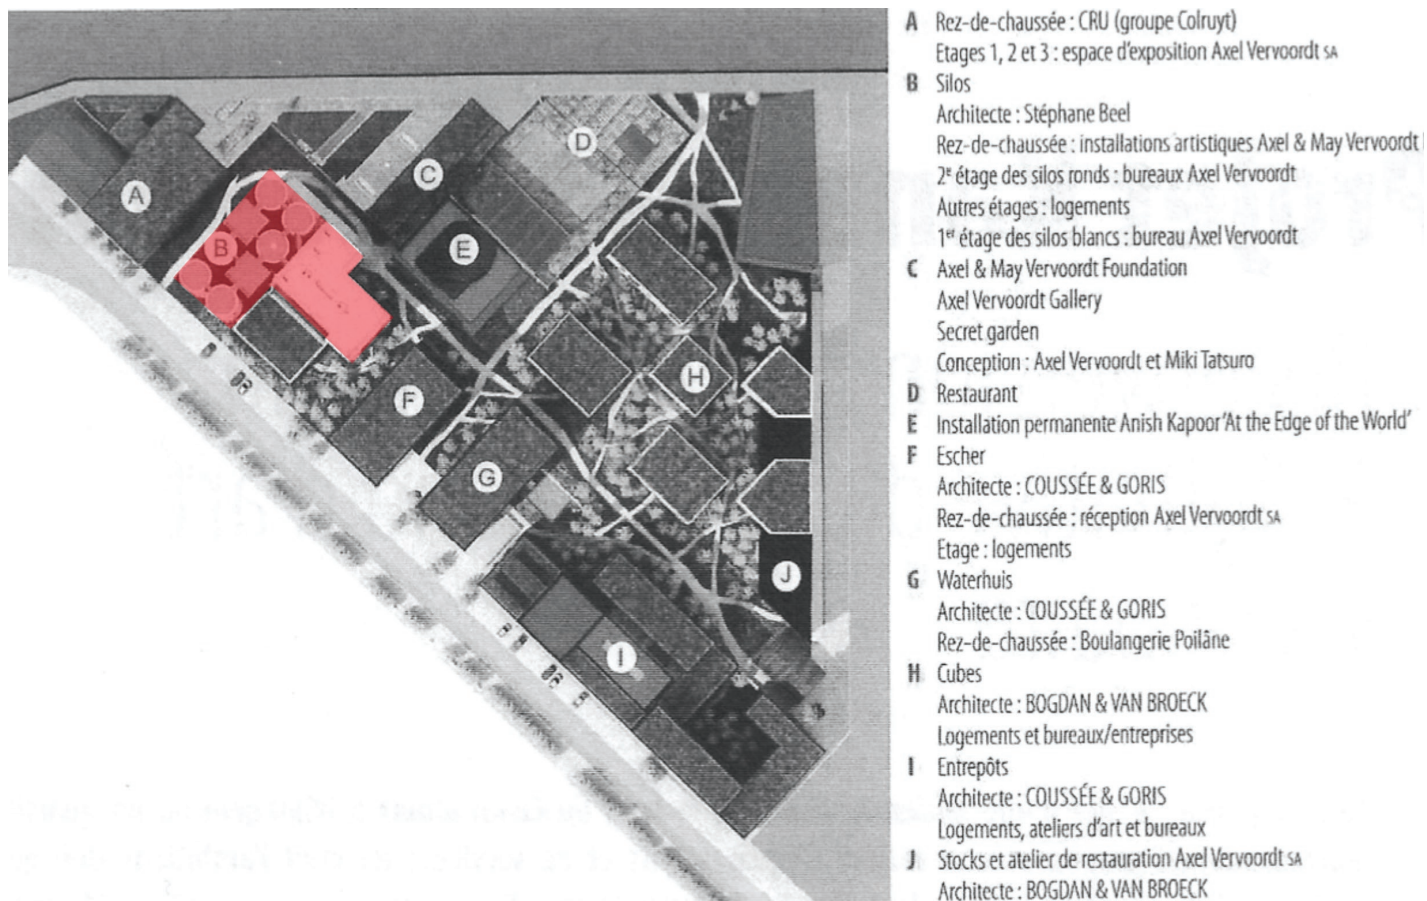 A Rez-de-chaussée : CRU (groupe Colruyt)
Etages 1, 2 et 3 : espace d'exposition Axel Vervoordt SA
B Silos
Architecte : Stéphane Beel
Rez-de-chaussée : installations artistiques Axel & May Vervoordt
2e étage des silos ronds : bureaux Axel Vervoordt
Autres étages : logements
1er étage des silos blancs : bureau Axel Vervoordt
C Axel & May Vervoordt Foundation
Axel Vervoordt Gallery
Secret garden
Conception : Axel Vervoordt et Miki Tatsuro
D Restaurant
E Installation permanente Anish Kapoor 'At the Edge of the World'
F Escher
Architecte : COUSSÉE & GORIS
Rez-de-chaussée : réception Axel Vervoordt SA
Etage : logements
G Waterhuis
Architecte : COUSSÉE & GORIS
Rez-de-chaussée : Boulangerie Poilâne
H Cubes
Architecte : BOGDAN & VAN BROECK
Logements et bureaux/entreprises
I Entrepôts
Architecte : COUSSÉE & GORIS
Logements, ateliers d'art et bureaux
J Stocks et atelier de restauration Axel Vervoordt SA
Architecte : BOGDAN & VAN BROECK
A
B
C
D
E
F
G
H
I
J